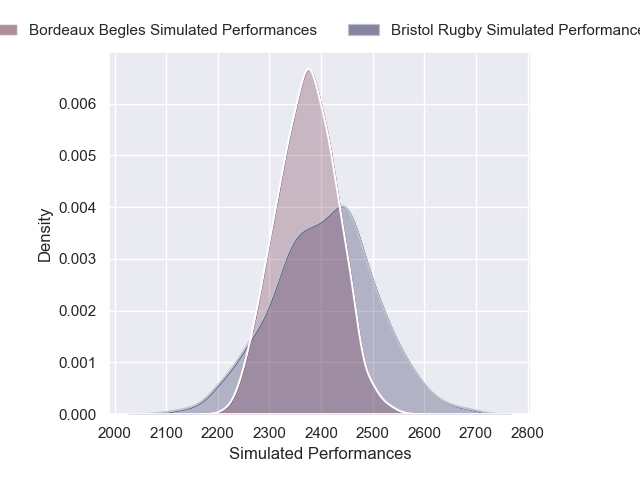 Bordeaux Begles Simulated Performances
Bristol Rugby Simulated Performance
0.006
0.005
0.004
0.003
0.002
0.001
0.000
Density
2000 2100 2200 2300 2400 2500 2600 2700 2800
Simulated Performances